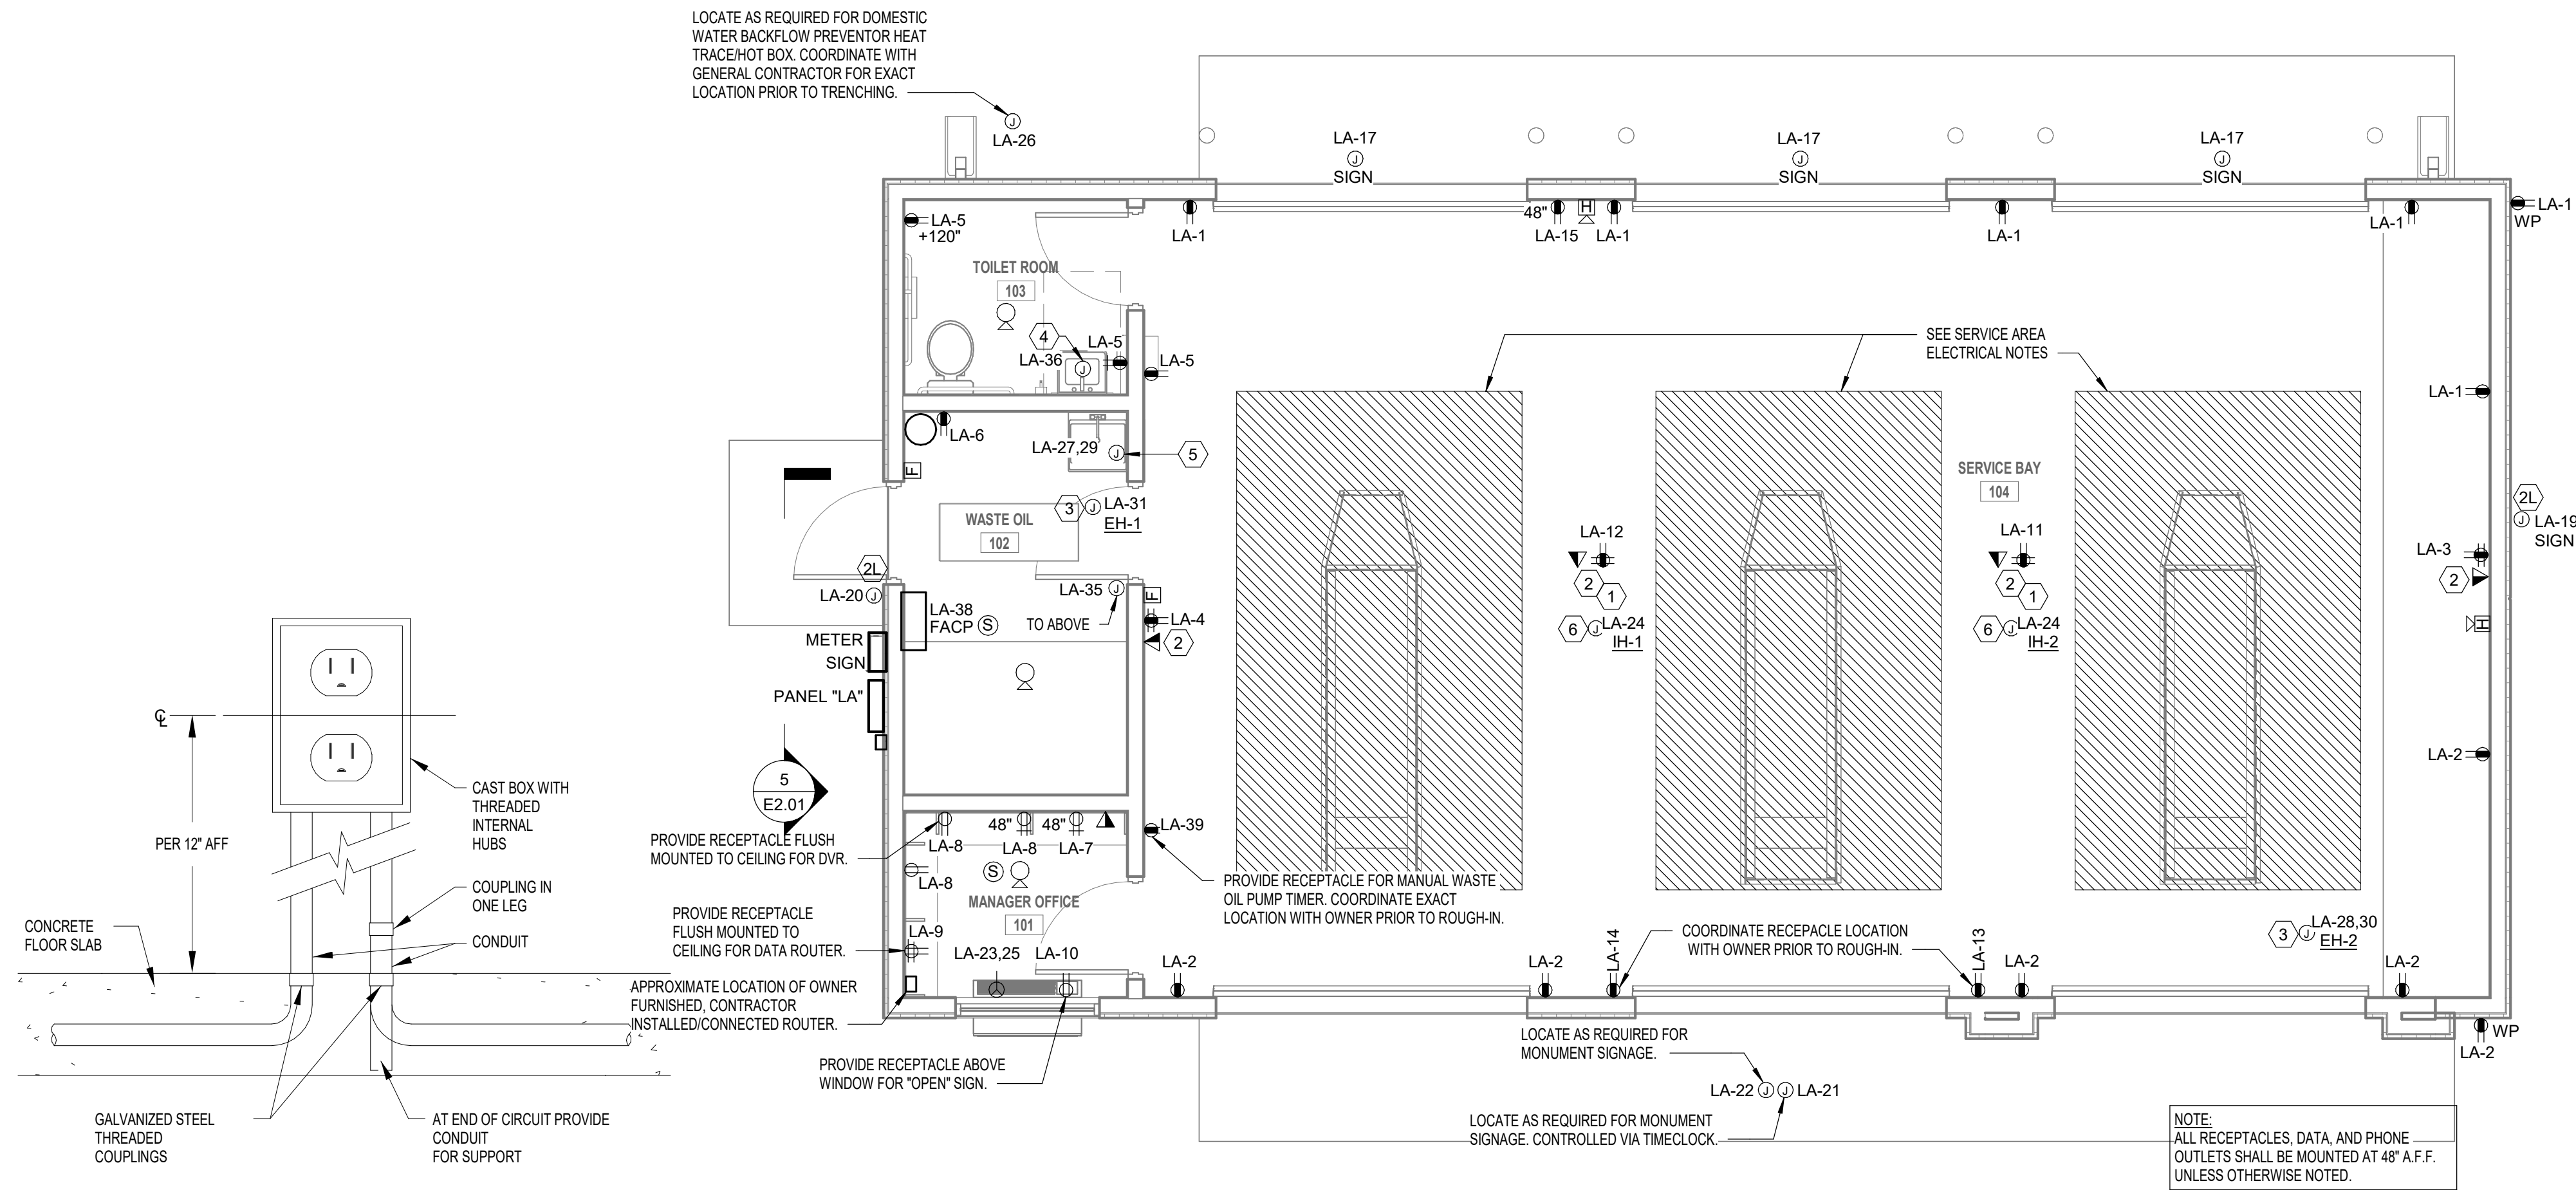 LOCATE AS REQUIRED FOR DOMESTIC
WATER BACKFLOW PREVENTOR HEAT
TRACE/HOT BOX. COORDINATE WITH
GENERAL CONTRACTOR FOR EXACT
LOCATION PRIOR TO TRENCHING.
J
LA-26
LA-17
J
SIGN
LA-17
J
SIGN
LA-17
J
SIGN
LA-5
+120"
LA-1
48"
H
LA-15
LA-1
LA-1
LA-1
LA-1
WP
TOILET ROOM
103
4
LA-5
LA-36
J
LA-5
SEE SERVICE AREA
ELECTRICAL NOTES
LA-1
LA-6
LA-27,29
J
5
F
SERVICE BAY
104
3
J
LA-31
EH-1
WASTE OIL
102
2L
J
LA-19
SIGN
LA-12
2
1
6
J
LA-24
IH-1
LA-11
2
1
6
J
LA-24
IH-2
LA-3
2
H
2L
LA-20
J
LA-38
FACP
S
LA-35
J
TO ABOVE
F
LA-4
2
METER
SIGN
PANEL "LA"
LA-2
5
E2.01
PROVIDE RECEPTACLE FLUSH
MOUNTED TO CEILING FOR DVR.
LA-8
48"
LA-8
48"
LA-7
LA-39
LA-8
S
MANAGER OFFICE
101
PROVIDE RECEPTACLE FOR MANUAL WASTE
OIL PUMP TIMER. COORDINATE EXACT
LOCATION WITH OWNER PRIOR TO ROUGH-IN.
PROVIDE RECEPTACLE
FLUSH MOUNTED TO
CEILING FOR DATA ROUTER.
LA-9
LA-23,25
LA-10
APPROXIMATE LOCATION OF OWNER
FURNISHED, CONTRACTOR
INSTALLED/CONNECTED ROUTER.
PROVIDE RECEPTACLE ABOVE
WINDOW FOR "OPEN" SIGN.
LA-2
LA-2
LA-14
COORDINATE RECEPACLE LOCATION
WITH OWNER PRIOR TO ROUGH-IN.
LA-13
LA-2
3
J
LA-28,30
EH-2
LA-2
WP
LA-2
LOCATE AS REQUIRED FOR
MONUMENT SIGNAGE.
LA-22
J
J
LA-21
LOCATE AS REQUIRED FOR MONUMENT
SIGNAGE. CONTROLLED VIA TIMECLOCK.
NOTE:
ALL RECEPTACLES, DATA, AND PHONE
OUTLETS SHALL BE MOUNTED AT 48" A.F.F.
UNLESS OTHERWISE NOTED.
℄
PER 12" AFF
CAST BOX WITH
THREADED
INTERNAL
HUBS
COUPLING IN
ONE LEG
CONDUIT
CONCRETE
FLOOR SLAB
GALVANIZED STEEL
THREADED
COUPLINGS
AT END OF CIRCUIT PROVIDE
CONDUIT
FOR SUPPORT